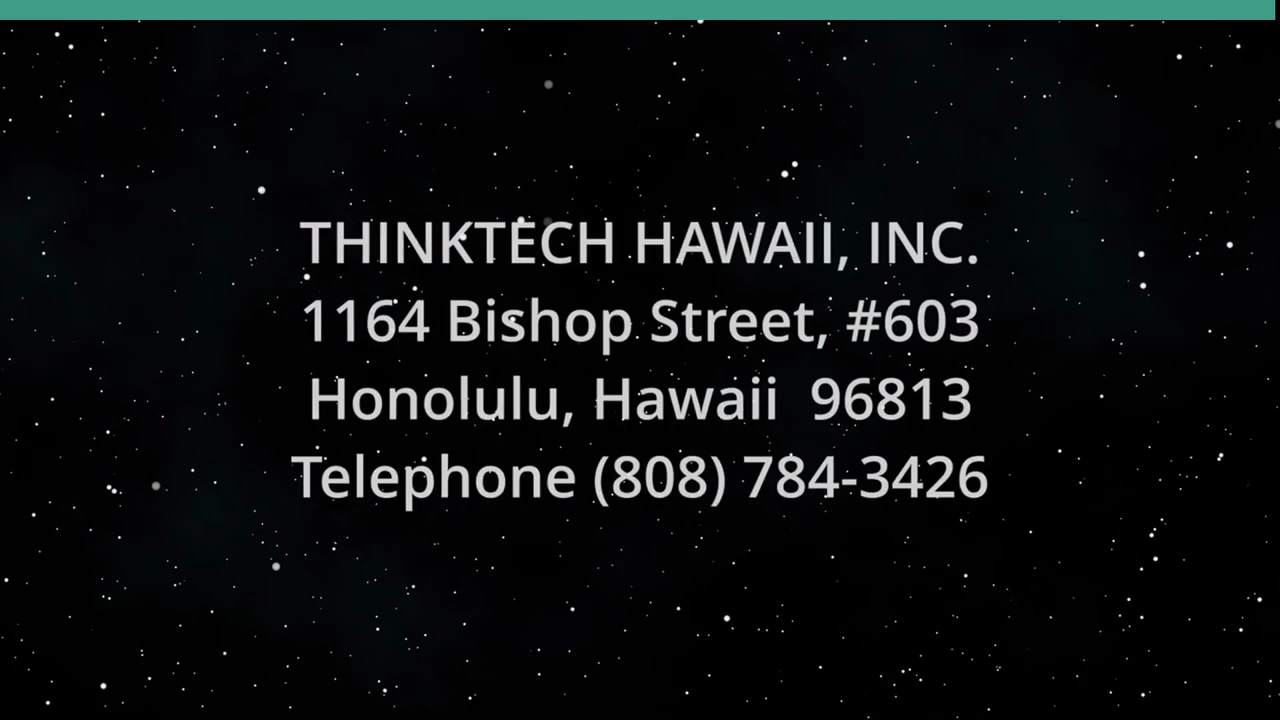 THINKTECH HAWAII, INC.
1164 Bishop Street, #603
Honolulu, Hawaii  96813
Telephone (808) 784-3426